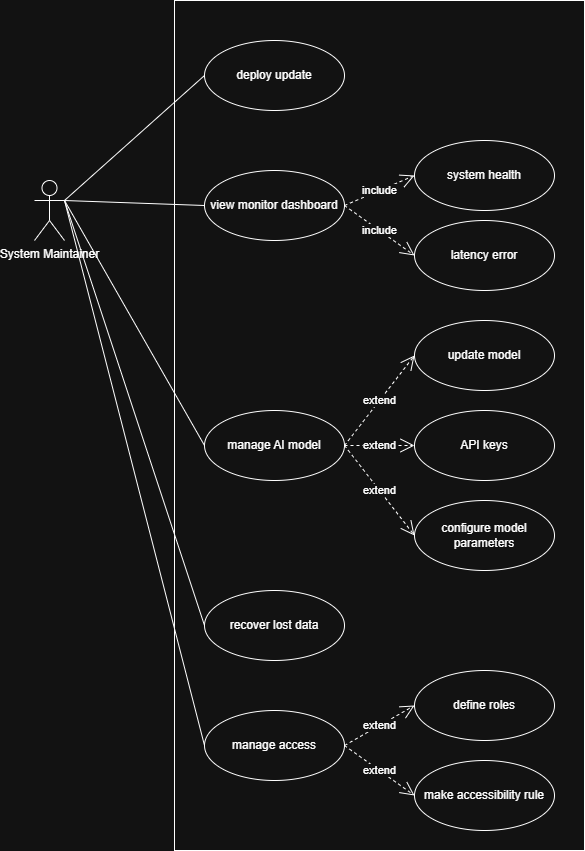 deploy update
system health
include
view monitor dashboard
include
System Maintainer
latency error
update model
extend
manage AI model
extend
API keys
extend
configure model
parameters
recover lost data
define roles
extend
manage access
extend
make accessibility rule